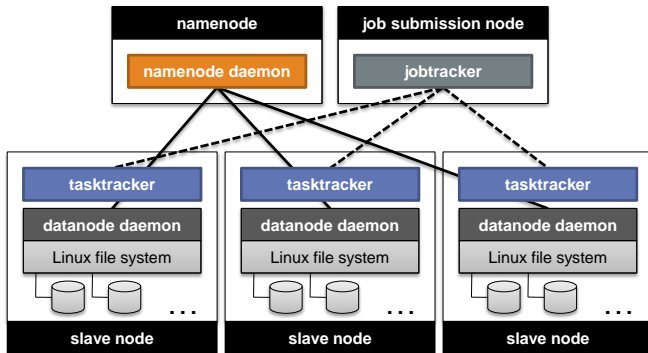 namenode
job submission node
namenode daemon
jobtracker
tasktracker
tasktracker
tasktracker
datanode daemon
datanode daemon
datanode daemon
Linux file system
Linux file system
Linux file system
...
...
...
slave node
slave node
slave node